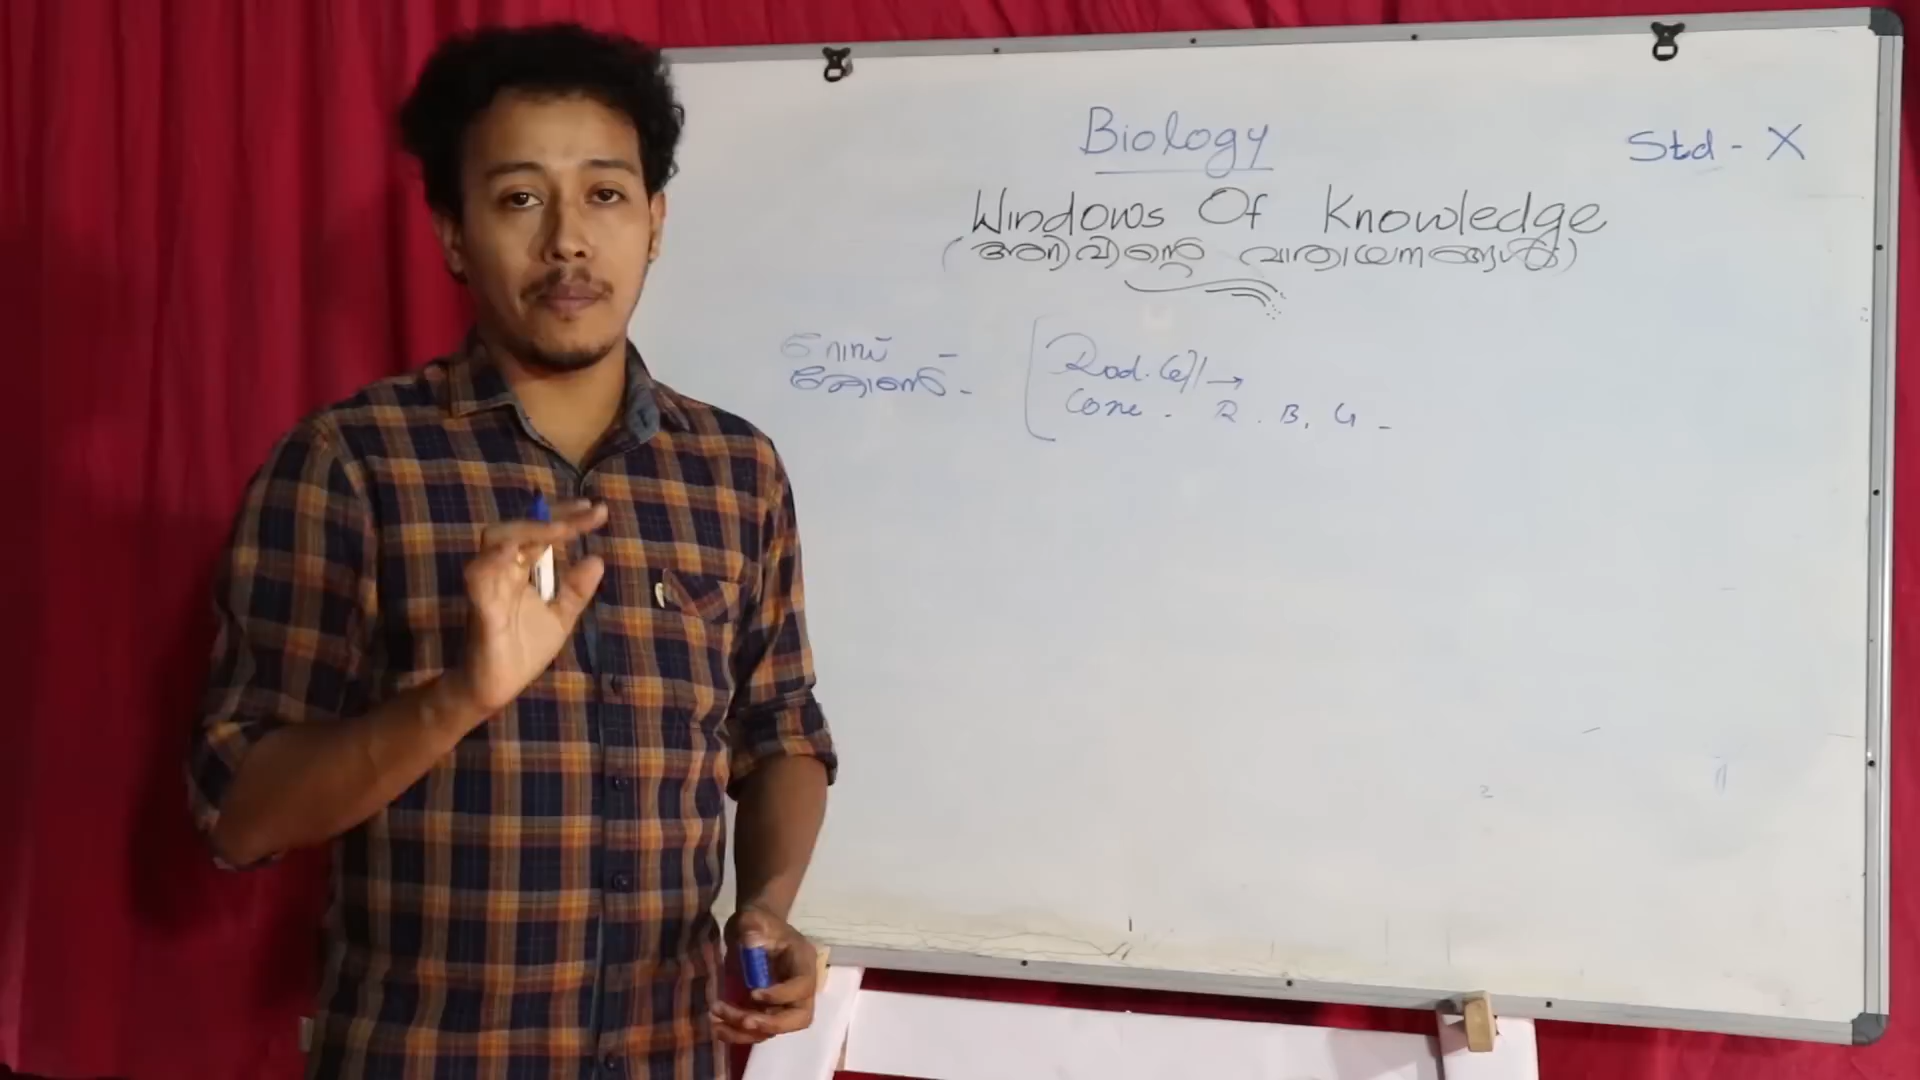 Biology
Std - X
Windows Of Knowledge
(അറിവിന്റെ വാതായനങ്ങൾ)
റോഡ് -
കോൺ -
Rod. Cell →
Cone - R . B, G -